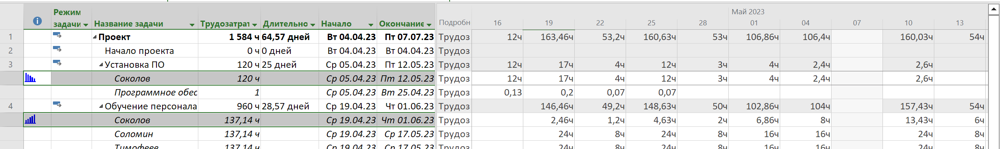 Режим задачи Название задачи Трудозатрат Длительно Начало Окончание Подробн 16 19 22 25 28 Май 2023 01 04 07 10 13
1 Проект 1 584 ч 64,57 дней Вт 04.04.23 Пт 07.07.23 Трудоз 12ч 163,46ч 53,2ч 160,63ч 53ч 106,86ч 106,4ч 160,03ч 54ч
2 Начало проекта 0 ч 0 дней Вт 04.04.23 Вт 04.04.23 Трудоз
3 Установка ПО 120 ч 25 дней Ср 05.04.23 Пт 12.05.23 Трудоз 12ч 17ч 4ч 12ч 3ч 4ч 2,4ч 2,6ч
Соколов 120 ч Ср 05.04.23 Пт 12.05.23 Трудоз 12ч 17ч 4ч 12ч 3ч 4ч 2,4ч 2,6ч
Программное обес 1 Ср 05.04.23 Вт 25.04.23 Трудоз 0,13 0,2 0,07 0,07
4 Обучение персонала 960 ч 28,57 дней Ср 19.04.23 Чт 01.06.23 Трудоз 146,46ч 49,2ч 148,63ч 50ч 102,86ч 104ч 157,43ч 54ч
Соколов 137,14 ч Ср 19.04.23 Чт 01.06.23 Трудоз 2,46ч 1,2ч 4,63ч 2ч 6,86ч 8ч 13,43ч 6ч
Соломин 137,14 ч Ср 19.04.23 Ср 17.05.23 Трудоз 24ч 8ч 24ч 8ч 16ч 16ч 24ч 8ч
Тимофеев 137,14 ч Ср 19.04.23 Ср 17.05.23 Трудоз 24ч 8ч 24ч 8ч 16ч 16ч 24ч 8ч